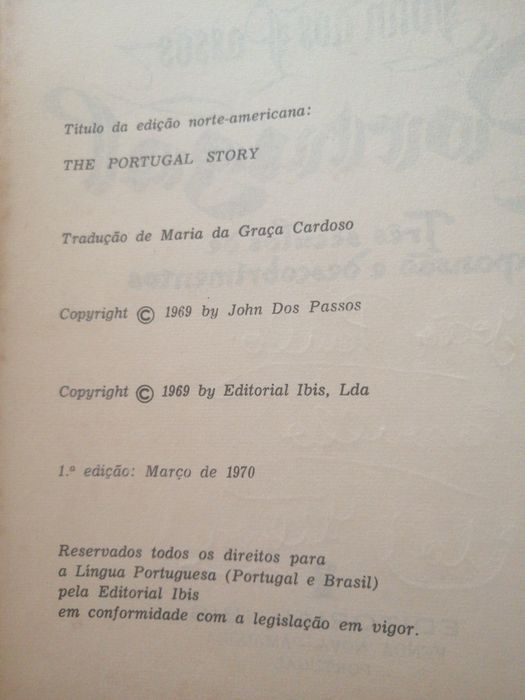 Título da edição norte-americana:
THE PORTUGAL STORY
Tradução de Maria da Graça Cardoso
Copyright © 1969 by John Dos Passos
Copyright © 1969 by Editorial Ibis, Lda
1.ª edição: Março de 1970
Reservados todos os direitos para
a Língua Portuguesa (Portugal e Brasil)
pela Editorial Ibis
em conformidade com a legislação em vigor.